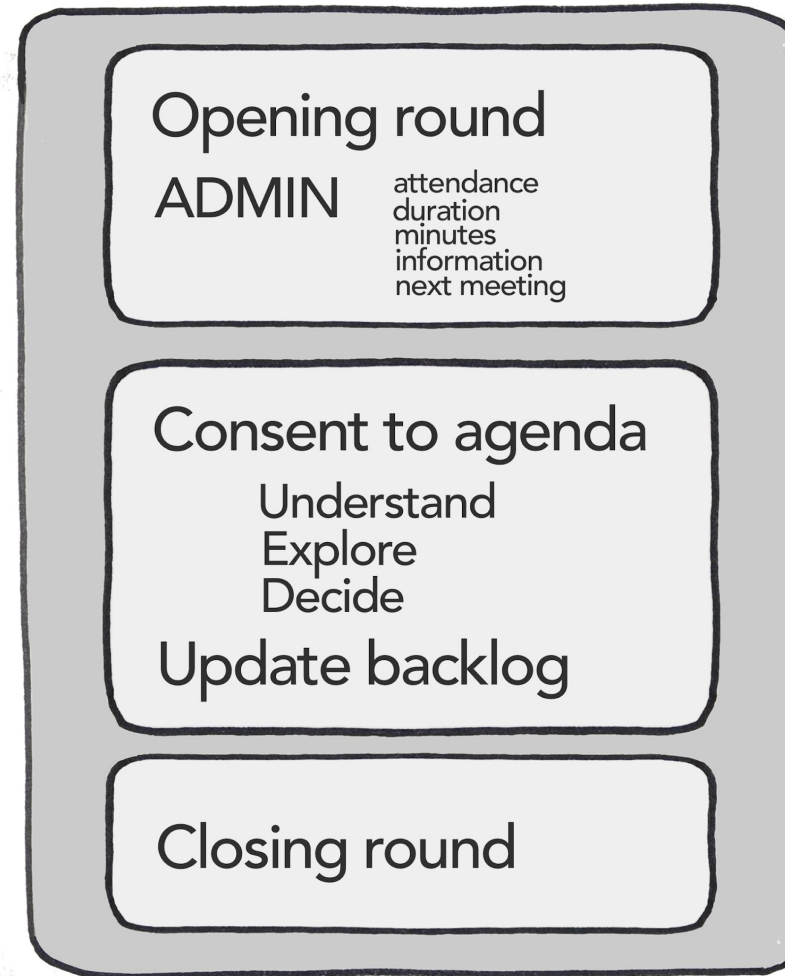 Opening round
ADMIN
attendance
duration
minutes
information
next meeting
Consent to agenda
Understand
Explore
Decide
Update backlog
Closing round